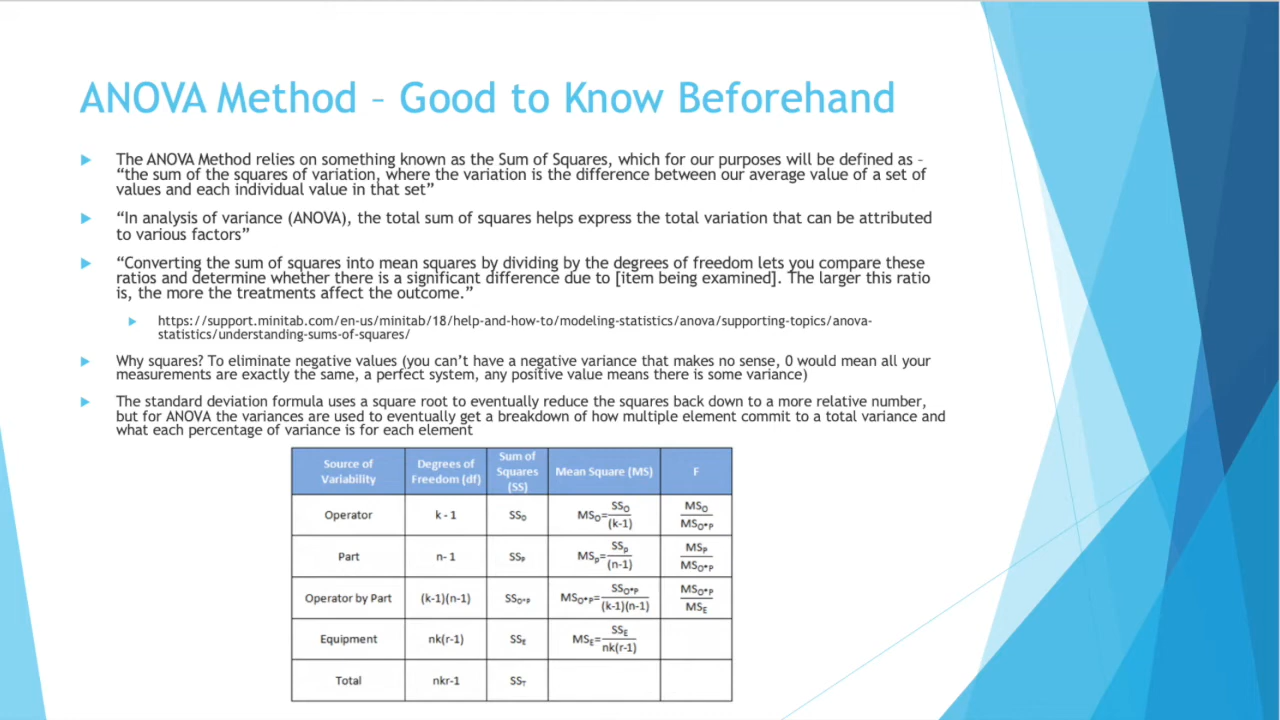 ANOVA Method – Good to Know Beforehand
The ANOVA Method relies on something known as the Sum of Squares, which for our purposes will be defined as –
“the sum of the squares of variation, where the variation is the difference between our average value of a set of
values and each individual value in that set”
“In analysis of variance (ANOVA), the total sum of squares helps express the total variation that can be attributed
to various factors”
“Converting the sum of squares into mean squares by dividing by the degrees of freedom lets you compare these
ratios and determine whether there is a significant difference due to [item being examined]. The larger this ratio
is, the more the treatments affect the outcome.”
https://support.minitab.com/en-us/minitab/18/help-and-how-to/modeling-statistics/anova/supporting-topics/anova-
statistics/understanding-sums-of-squares/
Why squares? To eliminate negative values (you can’t have a negative variance that makes no sense, 0 would mean all your
measurements are exactly the same, a perfect system, any positive value means there is some variance)
The standard deviation formula uses a square root to eventually reduce the squares back down to a more relative number,
but for ANOVA the variances are used to eventually get a breakdown of how multiple element commit to a total variance and
what each percentage of variance is for each element
Source of Variability | Degrees of Freedom (df) | Sum of Squares (SS) | Mean Square (MS) | F
Operator | k - 1 | SSO | MSO=SSO/(k-1) | MSO/MSO*P
Part | n- 1 | SSP | MSp=SSp/(n-1) | MSP/MSO*P
Operator by Part | (k-1)(n-1) | SSO*P | MSO*P=SSO*P/(k-1)(n-1) | MSO*P/MSE
Equipment | nk(r-1) | SSE | MSE=SSE/nk(r-1)
Total | nkr-1 | SST